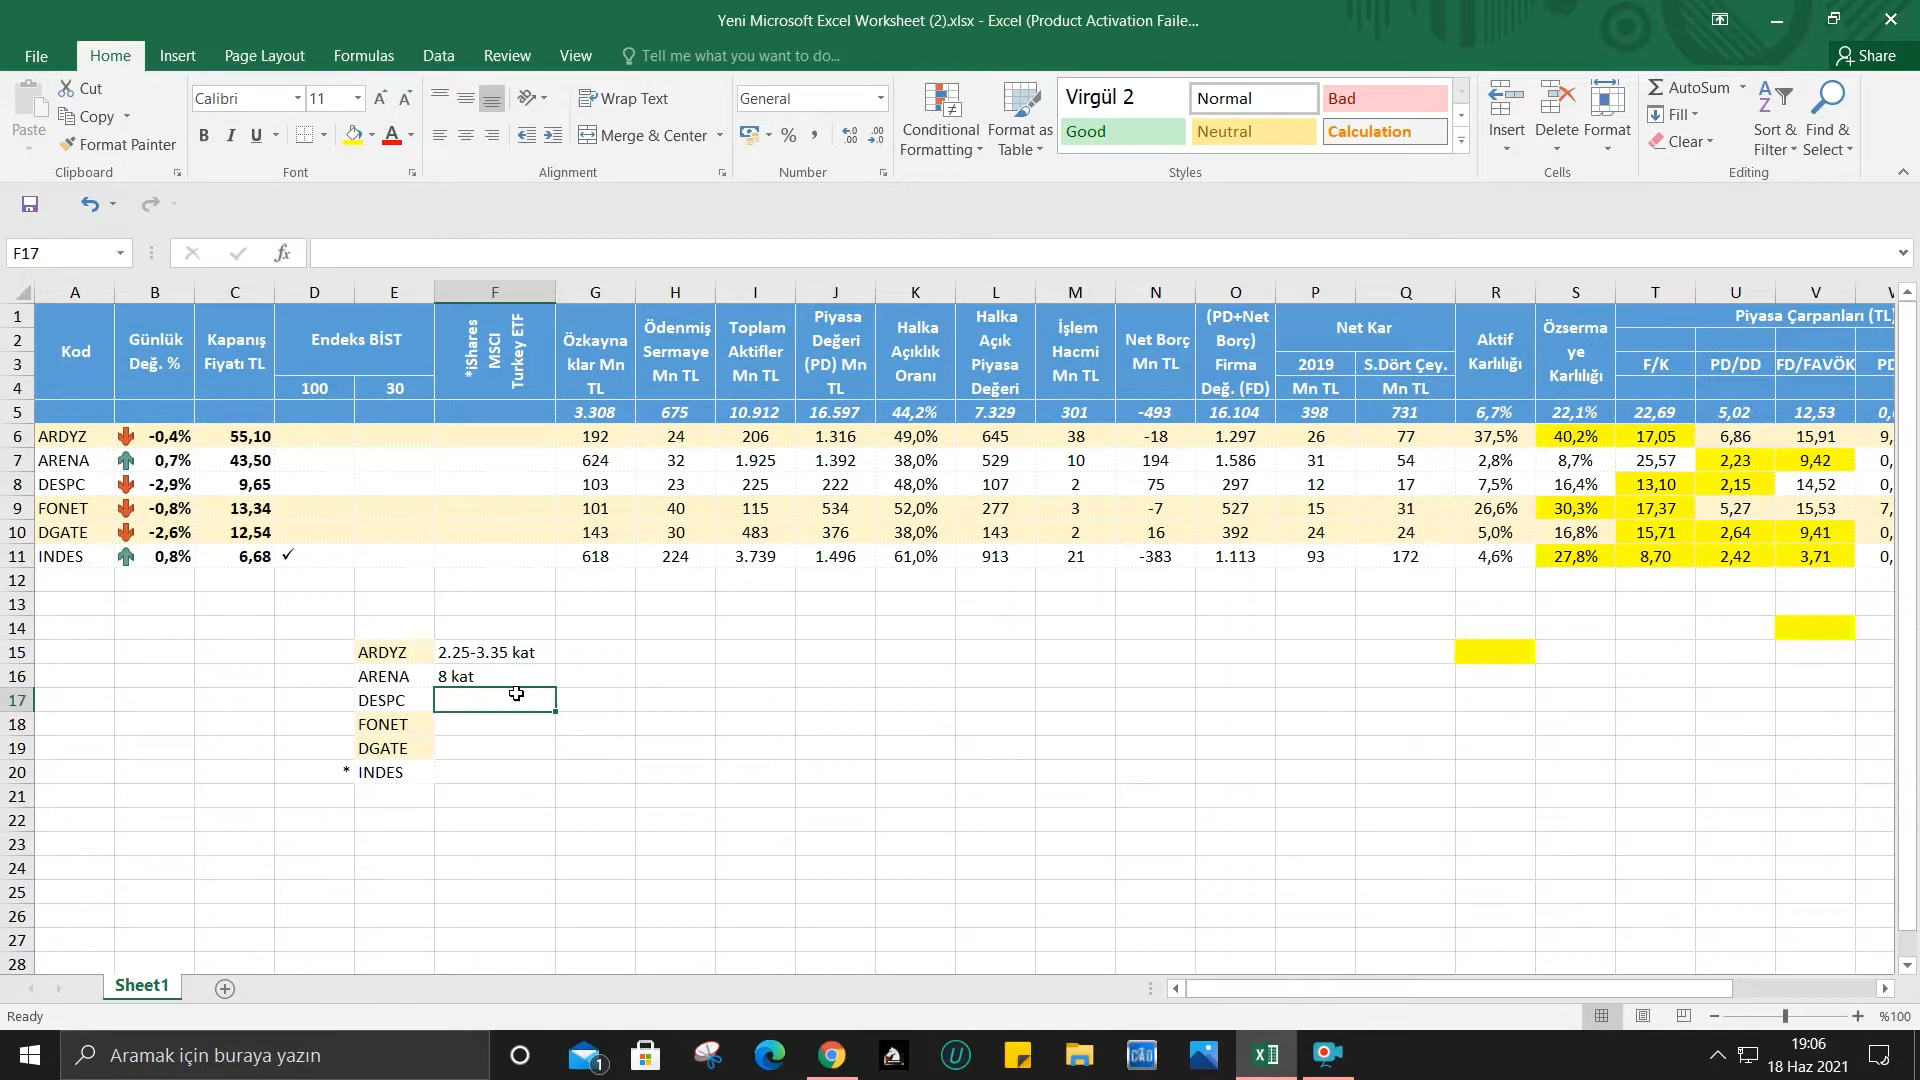 Yeni Microsoft Excel Worksheet (2).xlsx - Excel (Product Activation Faile...
File Home Insert Page Layout Formulas Data Review View Tell me what you want to do... Share
Cut
Copy
Format Painter
Paste
Clipboard
Calibri 11
B I U
Font
Wrap Text
Merge & Center
Alignment
General
%
Number
Conditional Formatting
Format as Table
Virgül 2 Normal Bad
Good Neutral Calculation
Styles
Insert Delete Format
Cells
AutoSum
Fill
Clear
Sort & Filter
Find & Select
Editing
F17 fx
A B C D E F G H I J K L M N O P Q R S T U V
Kod
Günlük Değ. %
Kapanış Fiyatı TL
Endeks BİST
100 30
*iShares MSCI Turkey ETF
Özkayna klar Mn TL
Ödenmiş Sermaye Mn TL
Toplam Aktifler Mn TL
Piyasa Değeri (PD) Mn TL
Halka Açıklık Oranı
Halka Açık Piyasa Değeri
İşlem Hacmi Mn TL
Net Borç Mn TL
(PD+Net Borç) Firma Değ. (FD)
Net Kar
2019 S.Dört Çey.
Mn TL Mn TL
Aktif Karlılığı
Özserma ye Karlılığı
Piyasa Çarpanları (TL)
F/K PD/DD FD/FAVÖK PD
1
2
3
4
5 3.308 675 10.912 16.597 44,2% 7.329 301 -493 16.104 398 731 6,7% 22,1% 22,69 5,02 12,53
6 ARDYZ -0,4% 55,10 192 24 206 1.316 49,0% 645 38 -18 1.297 26 77 37,5% 40,2% 17,05 6,86 15,91 9,
7 ARENA 0,7% 43,50 624 32 1.925 1.392 38,0% 529 10 194 1.586 31 54 2,8% 8,7% 25,57 2,23 9,42 0,
8 DESPC -2,9% 9,65 103 23 225 222 48,0% 107 2 75 297 12 17 7,5% 16,4% 13,10 2,15 14,52 0,
9 FONET -0,8% 13,34 101 40 115 534 52,0% 277 3 -7 527 15 31 26,6% 30,3% 17,37 5,27 15,53 7,
10 DGATE -2,6% 12,54 143 30 483 376 38,0% 143 2 16 392 24 24 5,0% 16,8% 15,71 2,64 9,41 0,
11 INDES 0,8% 6,68 ✓ 618 224 3.739 1.496 61,0% 913 21 -383 1.113 93 172 4,6% 27,8% 8,70 2,42 3,71 0,
12
13
14
15 ARDYZ 2.25-3.35 kat
16 ARENA 8 kat
17 DESPC
18 FONET
19 DGATE
20 * INDES
21
22
23
24
25
26
27
28
Sheet1
Ready %100
Aramak için buraya yazın
1
CAD
19:06
18 Haz 2021